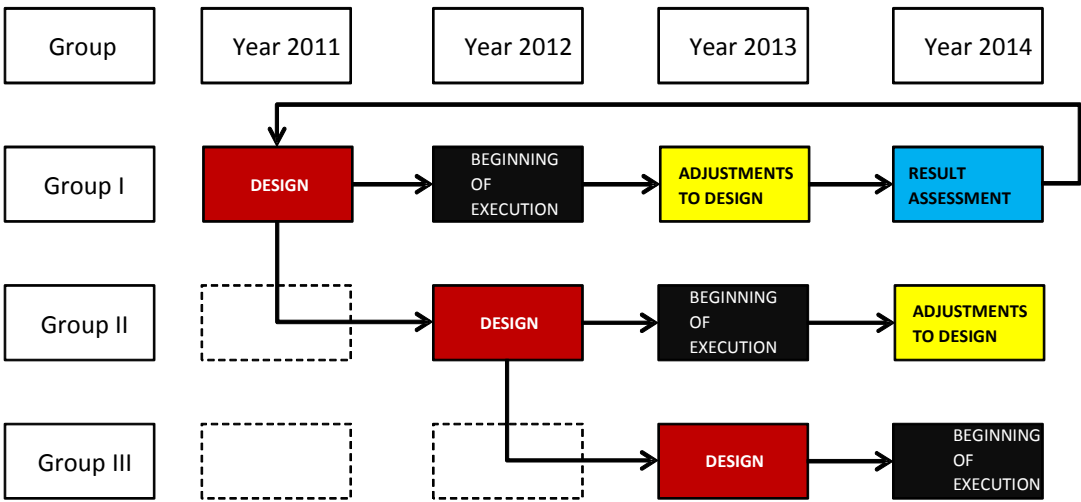 Group
Year 2011
Year 2012
Year 2013
Year 2014
Group I
DESIGN
BEGINNING
OF
EXECUTION
ADJUSTMENTS
TO DESIGN
RESULT
ASSESSMENT
Group II
DESIGN
BEGINNING
OF
EXECUTION
ADJUSTMENTS
TO DESIGN
Group III
DESIGN
BEGINNING
OF
EXECUTION